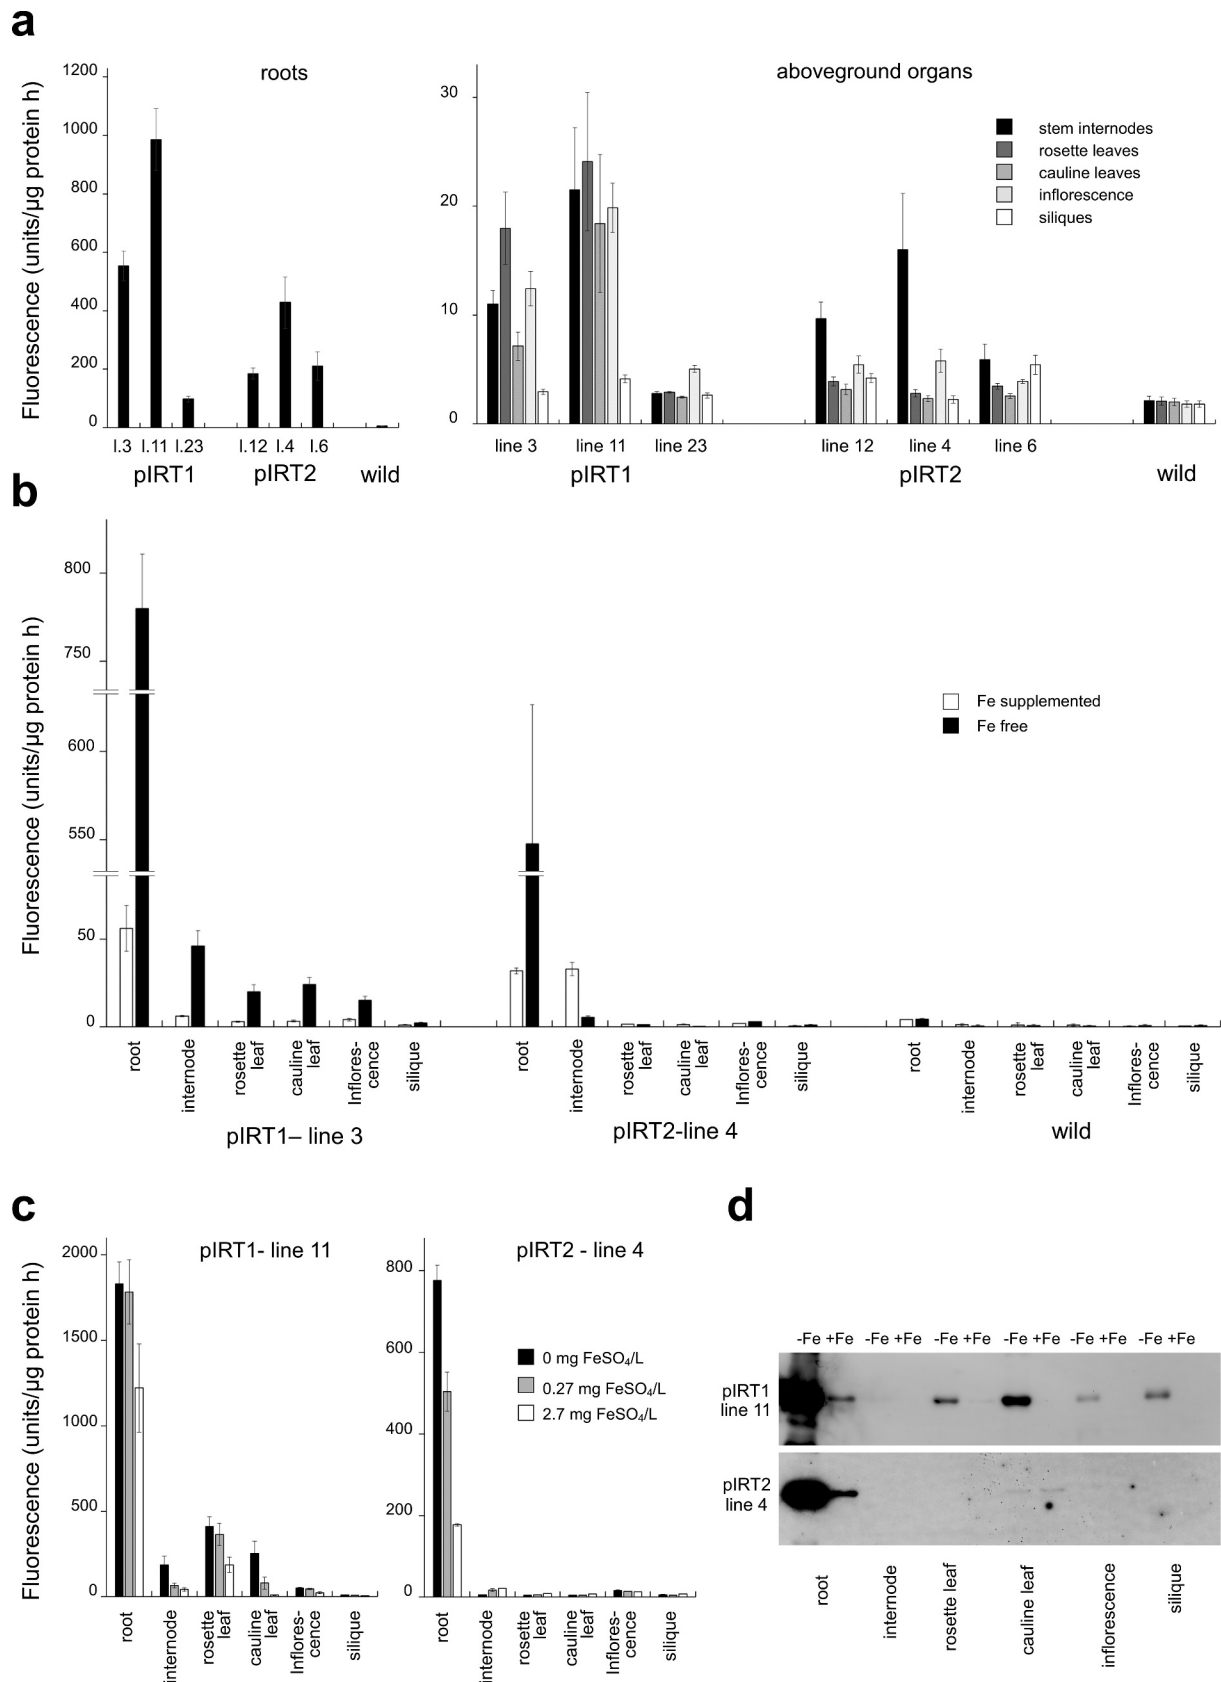 a
roots
aboveground organs
Fluorescence (units/µg protein h)
1200
1000
800
600
400
200
0
30
20
10
0
stem internodes
rosette leaves
cauline leaves
inflorescence
siliques
l.3 l.11 l.23 l.12 l.4 l.6
pIRT1 pIRT2 wild
line 3 line 11 line 23 line 12 line 4 line 6
pIRT1 pIRT2 wild
b
Fluorescence (units/µg protein h)
800
750
600
550
50
0
Fe supplemented
Fe free
root
internode
rosette
leaf
cauline
leaf
Inflores-
cence
silique
root
internode
rosette
leaf
cauline
leaf
Inflores-
cence
silique
root
internode
rosette
leaf
cauline
leaf
Inflores-
cence
silique
pIRT1– line 3
pIRT2-line 4
wild
c
Fluorescence (units/µg protein h)
pIRT1- line 11
2000
1500
1000
500
0
root
internode
rosette
leaf
cauline
leaf
Inflores-
cence
silique
pIRT2 - line 4
800
600
400
200
0
0 mg FeSO₄/L
0.27 mg FeSO₄/L
2.7 mg FeSO₄/L
root
internode
rosette
leaf
cauline
leaf
Inflores-
cence
silique
d
-Fe +Fe -Fe +Fe -Fe +Fe -Fe +Fe -Fe +Fe -Fe +Fe
pIRT1
line 11
pIRT2
line 4
root
internode
rosette leaf
cauline leaf
inflorescence
silique